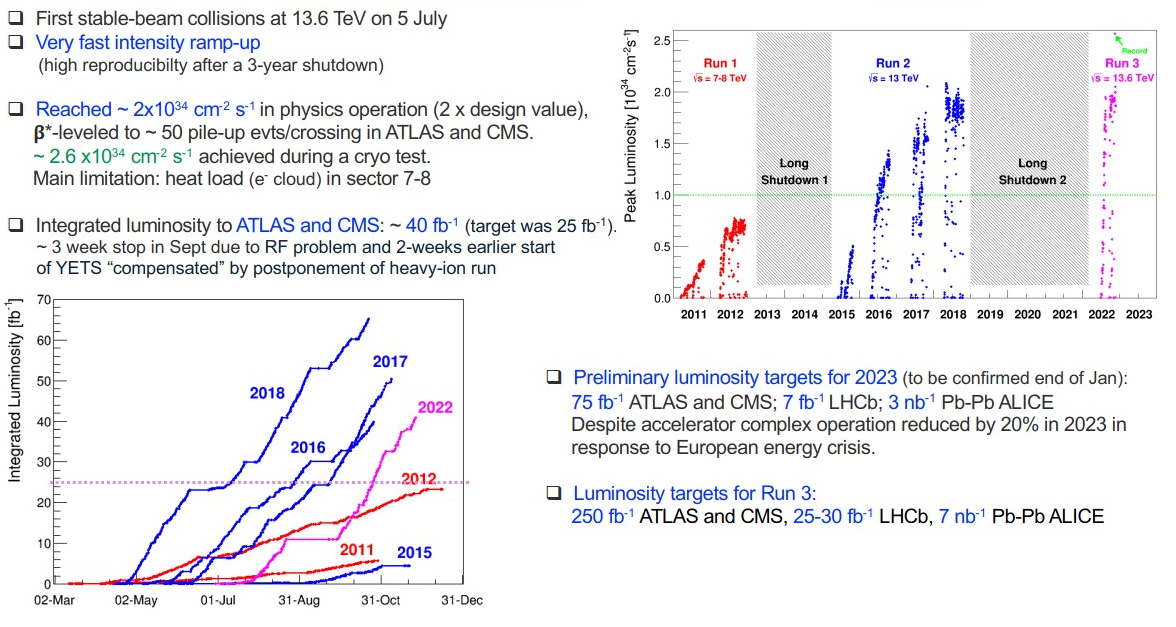 ❑ First stable-beam collisions at 13.6 TeV on 5 July
❑ Very fast intensity ramp-up
(high reproducibilty after a 3-year shutdown)
❑ Reached ~ 2x10³⁴ cm⁻² s⁻¹ in physics operation (2 x design value),
β*-leveled to ~ 50 pile-up evts/crossing in ATLAS and CMS.
~ 2.6 x10³⁴ cm⁻² s⁻¹ achieved during a cryo test.
Main limitation: heat load (e⁻ cloud) in sector 7-8
❑ Integrated luminosity to ATLAS and CMS: ~ 40 fb⁻¹ (target was 25 fb⁻¹).
~ 3 week stop in Sept due to RF problem and 2-weeks earlier start
of YETS “compensated” by postponement of heavy-ion run
Integrated Luminosity [fb⁻¹]
70
60
50
40
30
20
10
0
2018
2017
2022
2016
2012
2011
2015
02-Mar 02-May 01-Jul 31-Aug 31-Oct 31-Dec
Peak Luminosity [10³⁴ cm⁻²s⁻¹]
2.5
2.0
1.5
1.0
0.5
0.0
Run 1
√s = 7-8 TeV
Run 2
√s = 13 TeV
Record
Run 3
√s = 13.6 TeV
Long
Shutdown 1
Long
Shutdown 2
2011 2012 2013 2014 2015 2016 2017 2018 2019 2020 2021 2022 2023
❑ Preliminary luminosity targets for 2023 (to be confirmed end of Jan):
75 fb⁻¹ ATLAS and CMS; 7 fb⁻¹ LHCb; 3 nb⁻¹ Pb-Pb ALICE
Despite accelerator complex operation reduced by 20% in 2023 in
response to European energy crisis.
❑ Luminosity targets for Run 3:
250 fb⁻¹ ATLAS and CMS, 25-30 fb⁻¹ LHCb, 7 nb⁻¹ Pb-Pb ALICE